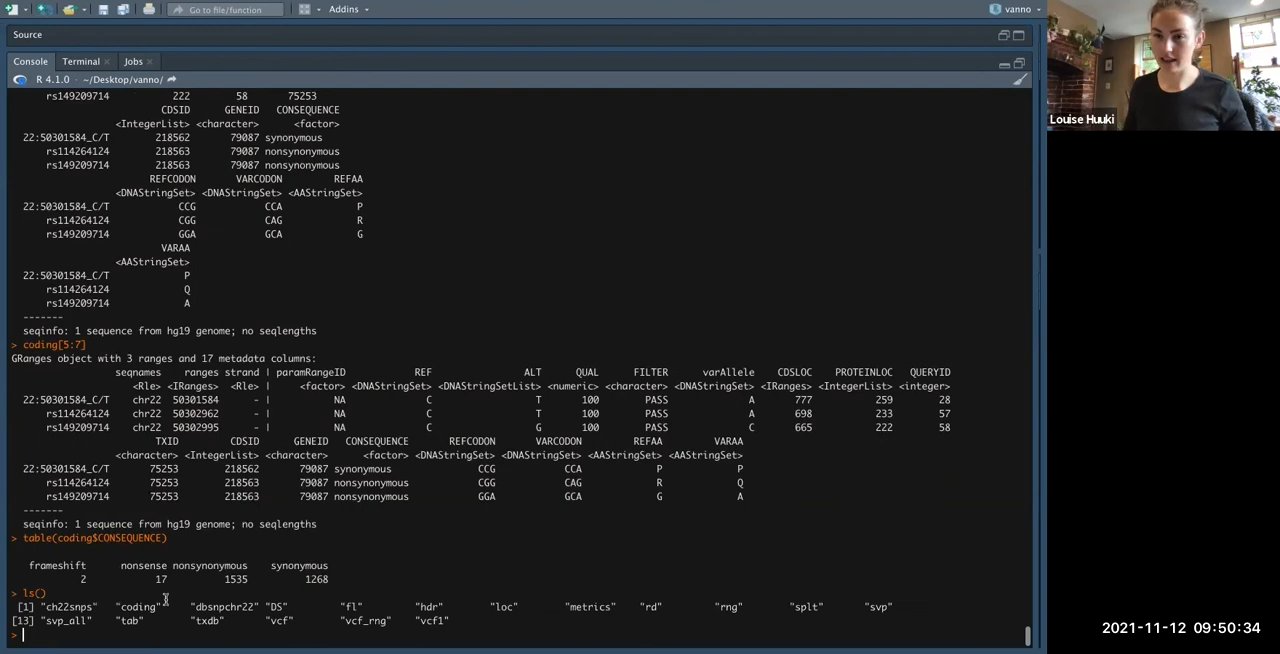 Go to file/function
Addins
vanno
Source
Console Terminal Jobs
R 4.1.0 · ~/Desktop/vanno/
rs149209714 222 58 75253
CDSID GENEID CONSEQUENCE
<IntegerList> <character> <factor>
22:50301584_C/T 218562 79087 synonymous
rs114264124 218563 79087 nonsynonymous
rs149209714 218563 79087 nonsynonymous
REFCODON VARCODON REFAA
<DNAStringSet> <DNAStringSet> <AAStringSet>
22:50301584_C/T CCG CCA P
rs114264124 CGG CAG R
rs149209714 GGA GCA G
VARAA
<AAStringSet>
22:50301584_C/T P
rs114264124 Q
rs149209714 A
-------
seqinfo: 1 sequence from hg19 genome; no seqlengths
> coding[5:7]
GRanges object with 3 ranges and 17 metadata columns:
seqnames ranges strand | paramRangeID REF ALT QUAL FILTER varAllele CDSLOC PROTEINLOC QUERYID
<Rle> <IRanges> <Rle> | <factor> <DNAStringSet> <DNAStringSetList> <numeric> <character> <DNAStringSet> <IRanges> <IntegerList> <integer>
22:50301584_C/T chr22 50301584 - | NA C T 100 PASS A 777 259 28
rs114264124 chr22 50302962 - | NA C T 100 PASS A 698 233 57
rs149209714 chr22 50302995 - | NA C G 100 PASS C 665 222 58
TXID CDSID GENEID CONSEQUENCE REFCODON VARCODON REFAA VARAA
<character> <IntegerList> <character> <factor> <DNAStringSet> <DNAStringSet> <AAStringSet> <AAStringSet>
22:50301584_C/T 75253 218562 79087 synonymous CCG CCA P P
rs114264124 75253 218563 79087 nonsynonymous CGG CAG R Q
rs149209714 75253 218563 79087 nonsynonymous GGA GCA G A
-------
seqinfo: 1 sequence from hg19 genome; no seqlengths
> table(coding$CONSEQUENCE)
frameshift nonsense nonsynonymous synonymous
2 17 1535 1268
> ls()
[1] "ch22snps" "coding" "dbsnpchr22" "DS" "fl" "hdr" "loc" "metrics" "rd" "rng" "splt" "svp"
[13] "svp_all" "tab" "txdb" "vcf" "vcf_rng" "vcf1"
>
Louise Huuki
2021-11-12 09:50:34